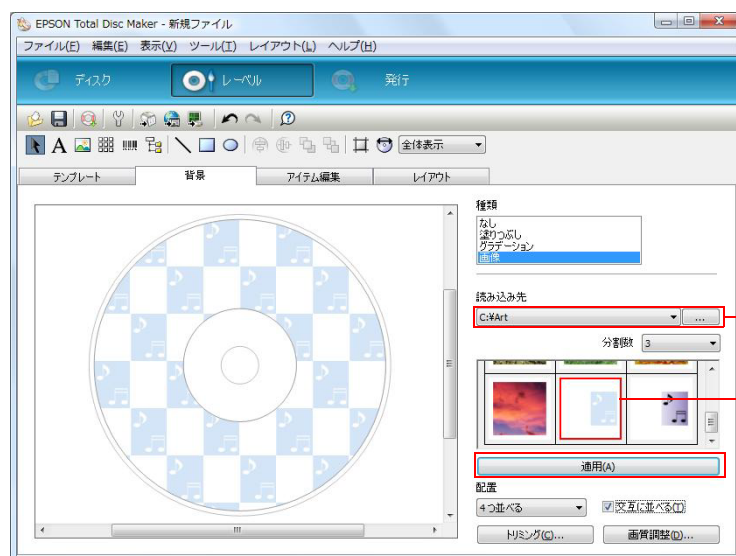 EPSON Total Disc Maker - 新規ファイル
ファイル(F) 編集(E) 表示(V) ツール(T) レイアウト(L) ヘルプ(H)
ディスク レーベル 発行
全体表示
テンプレート 背景 アイテム編集 レイアウト
種類
なし
塗りつぶし
グラデーション
画像
読み込み先
C:¥Art ...
分割数 3
適用(A)
配置
4つ並べる 交互に並べる(I)
トリミング(C)... 画質調整(D)...